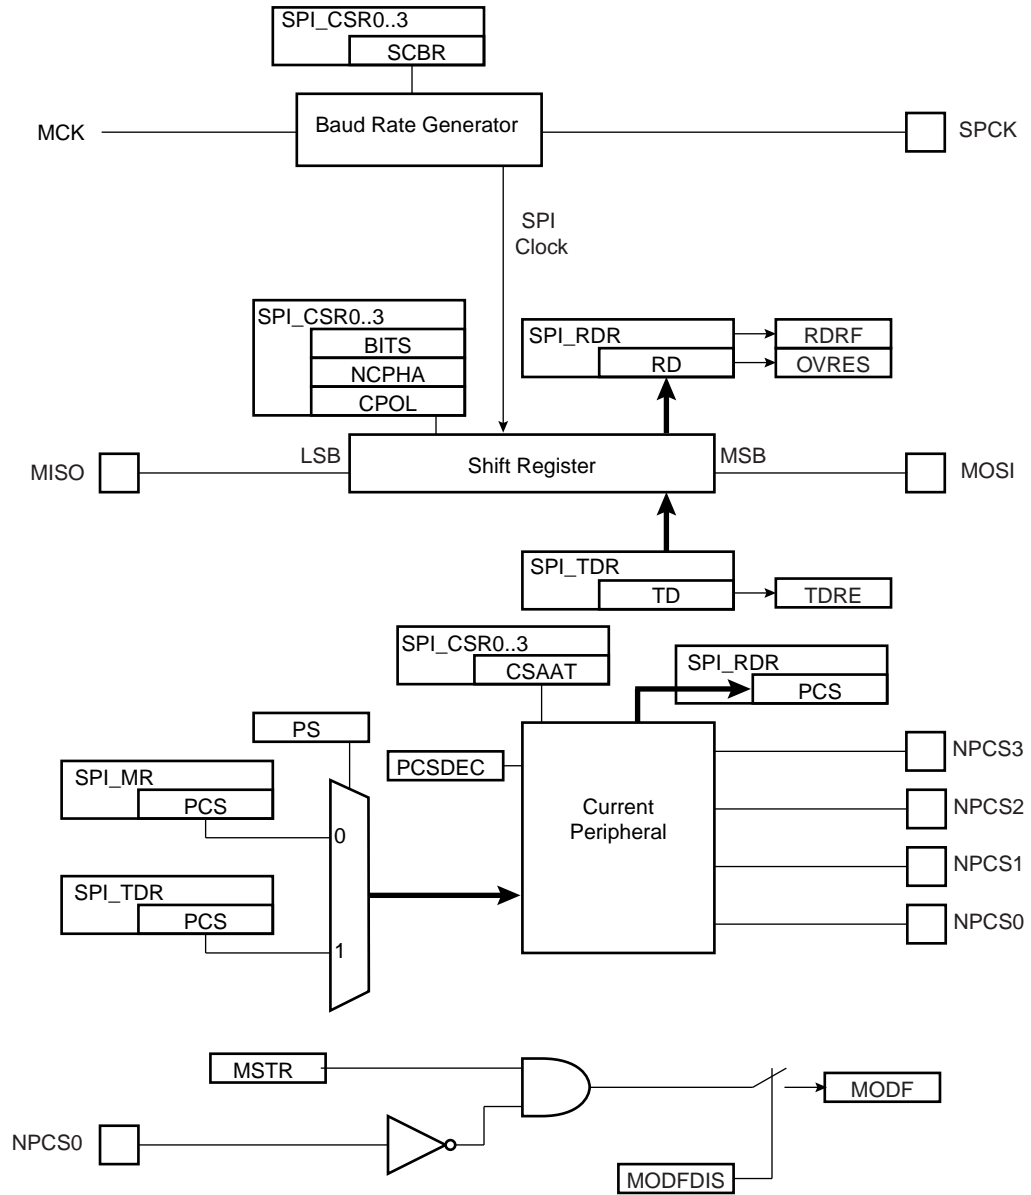 SPI_CSR0..3
SCBR
MCK
Baud Rate Generator
SPCK
SPI
Clock
SPI_CSR0..3
BITS
NCPHA
CPOL
SPI_RDR
RD
RDRF
OVRES
LSB
Shift Register
MSB
MISO
MOSI
SPI_TDR
TD
TDRE
SPI_CSR0..3
CSAAT
SPI_RDR
PCS
PS
PCSDEC
NPCS3
SPI_MR
PCS
0
Current
Peripheral
NPCS2
NPCS1
SPI_TDR
PCS
1
NPCS0
MSTR
MODF
NPCS0
MODFDIS